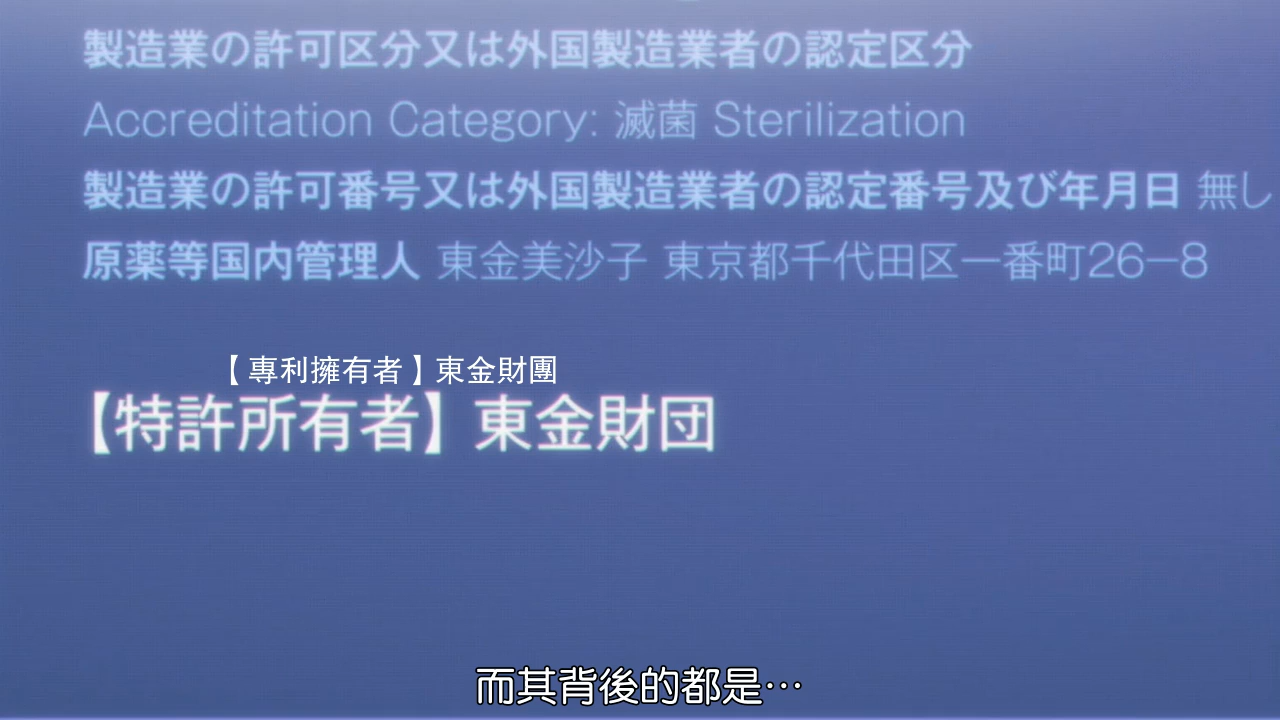 製造業の許可区分又は外国製造業者の認定区分
Accreditation Category: 滅菌 Sterilization
製造業の許可番号又は外国製造業者の認定番号及び年月日 無し
原薬等国内管理人 東金美沙子 東京都千代田区一番町26−8
【專利擁有者】東金財團
【特許所有者】東金財団
而其背後的都是…